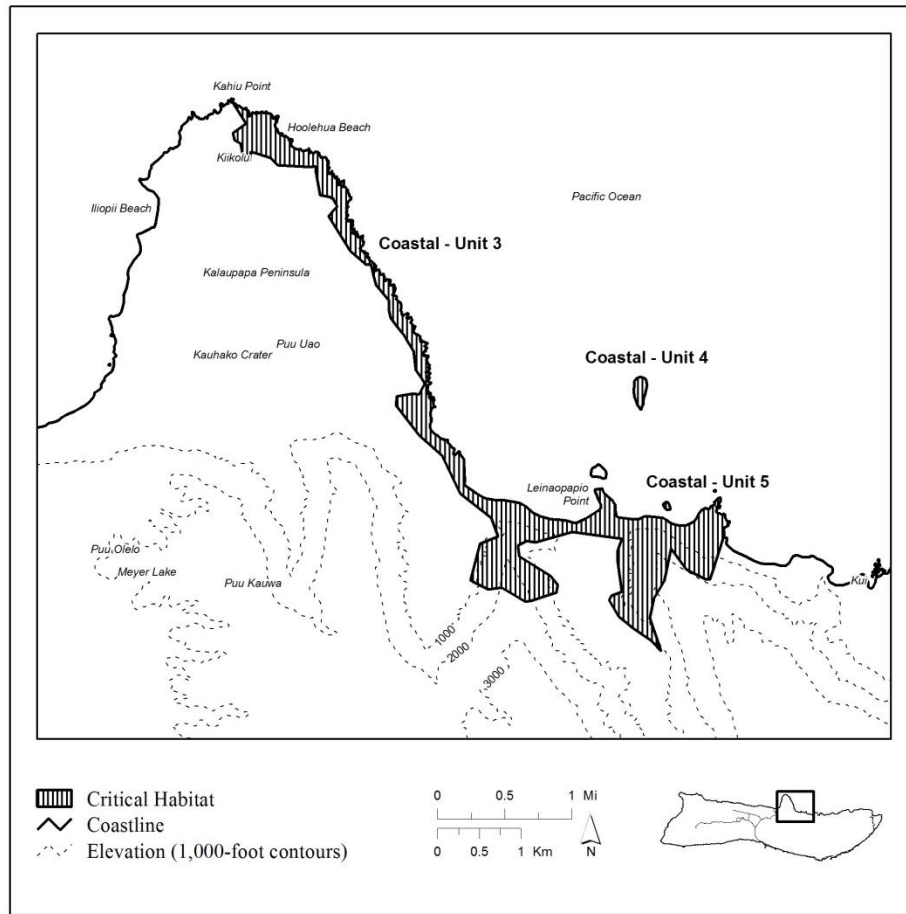 Kahiu Point
Hoolehua Beach
Kiikolui
Iliopii Beach
Pacific Ocean
Coastal - Unit 3
Kalaupapa Peninsula
Puu Uao
Kauhako Crater
Coastal - Unit 4
Leinaopapio
Point
Coastal - Unit 5
Puu Olelo
Meyer Lake
Puu Kauwa
Kui
1000
2000
3000
Critical Habitat
Coastline
Elevation (1,000-foot contours)
0 0.5 1 Mi
0 0.5 1 Km
N